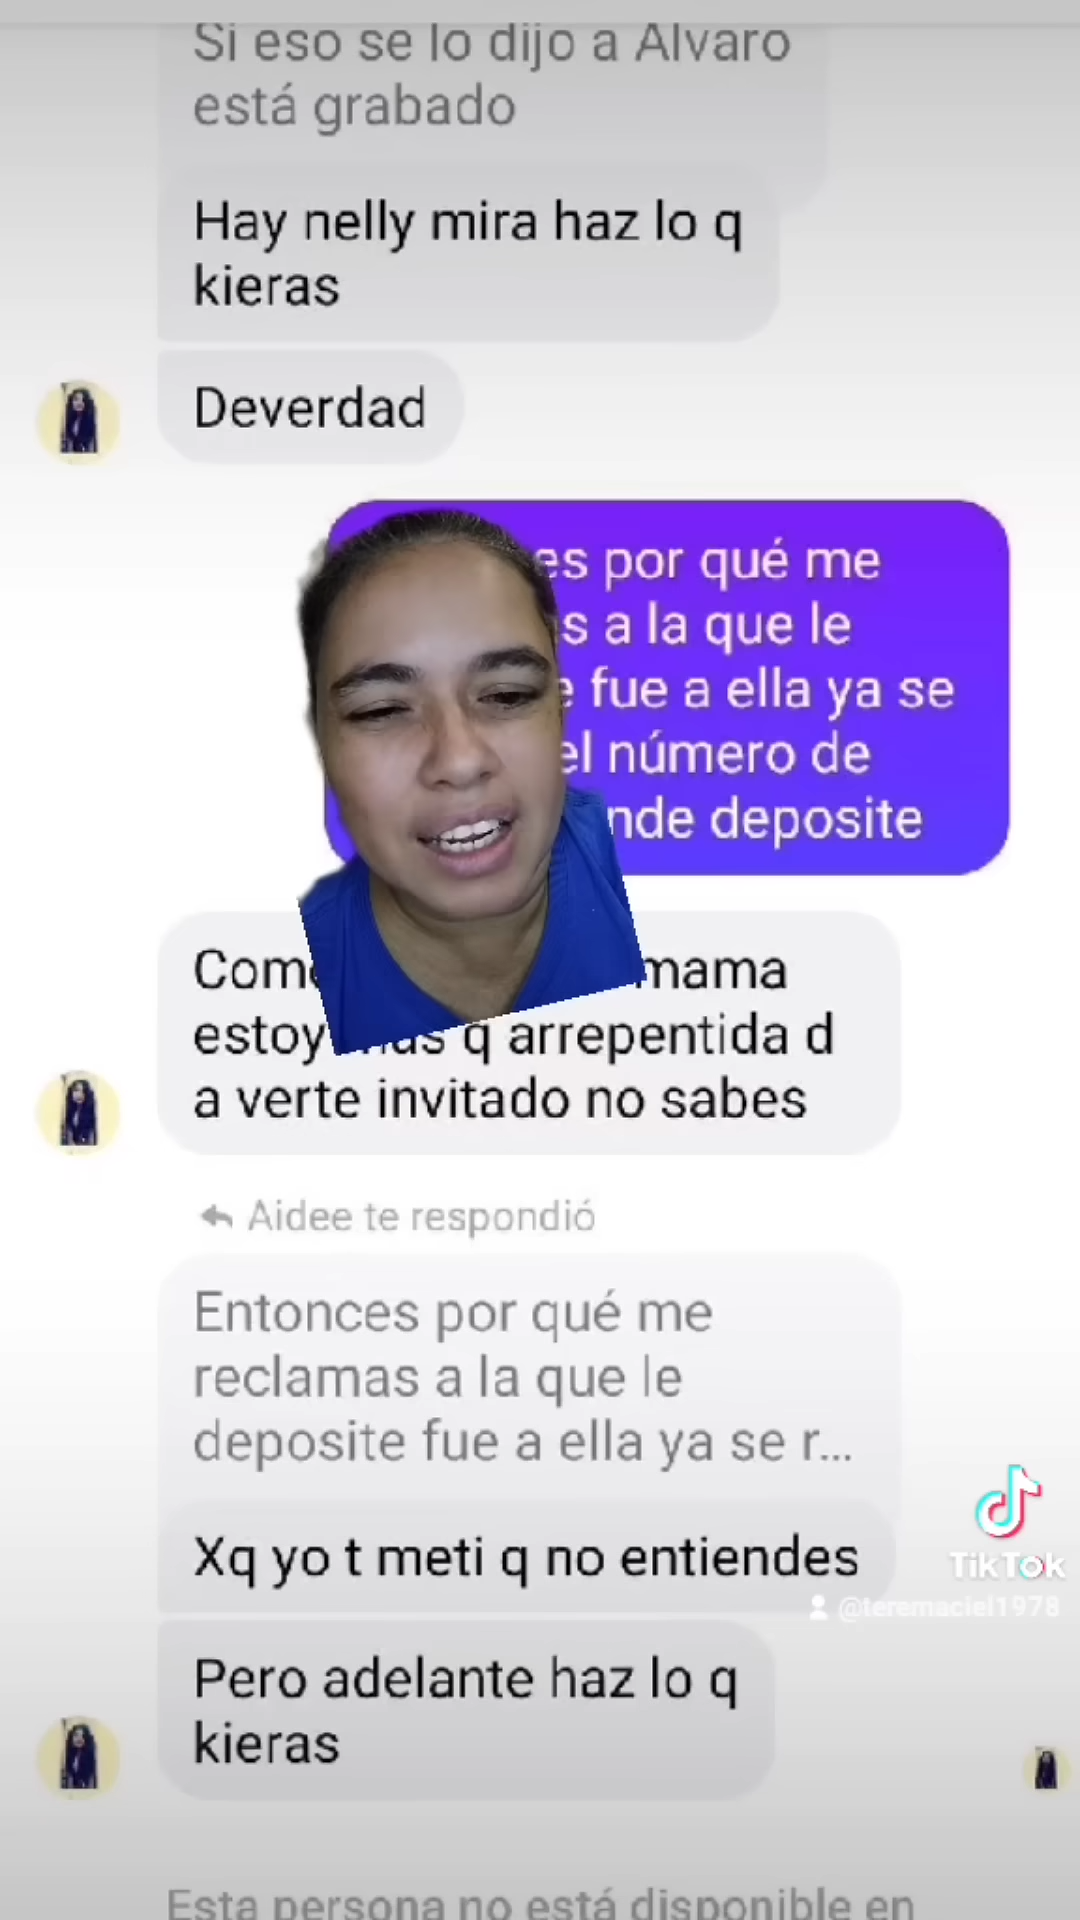 Si eso se lo dijo a Alvaro
está grabado
Hay nelly mira haz lo q
kieras
Deverdad
es por qué me
s a la que le
e fue a ella ya se
el número de
nde deposite
mama
estoy q arrepentida d
a verte invitado no sabes
Aidee te respondió
Entonces por qué me
reclamas a la que le
deposite fue a ella ya se r...
Xq yo t meti q no entiendes
TikTok
@teremaciel1978
Pero adelante haz lo q
kieras
Esta persona no está disponible en